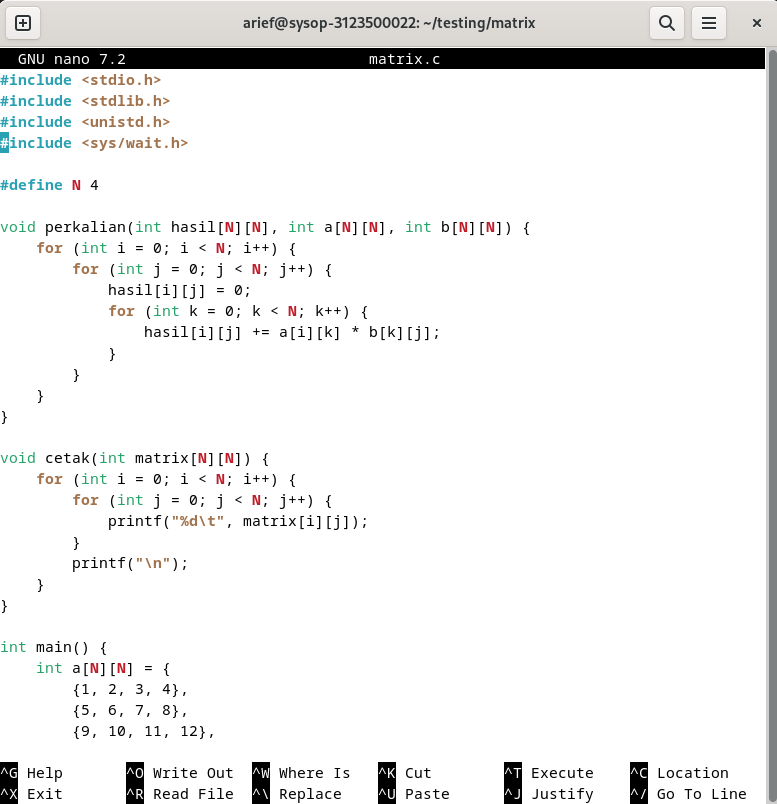 arief@sysop-3123500022: ~/testing/matrix
GNU nano 7.2 matrix.c
#include <stdio.h>
#include <stdlib.h>
#include <unistd.h>
#include <sys/wait.h>

#define N 4

void perkalian(int hasil[N][N], int a[N][N], int b[N][N]) {
    for (int i = 0; i < N; i++) {
        for (int j = 0; j < N; j++) {
            hasil[i][j] = 0;
            for (int k = 0; k < N; k++) {
                hasil[i][j] += a[i][k] * b[k][j];
            }
        }
    }
}

void cetak(int matrix[N][N]) {
    for (int i = 0; i < N; i++) {
        for (int j = 0; j < N; j++) {
            printf("%d\t", matrix[i][j]);
        }
        printf("\n");
    }
}

int main() {
    int a[N][N] = {
        {1, 2, 3, 4},
        {5, 6, 7, 8},
        {9, 10, 11, 12},

^G Help ^O Write Out ^W Where Is ^K Cut ^T Execute ^C Location
^X Exit ^R Read File ^\ Replace ^U Paste ^J Justify ^/ Go To Line